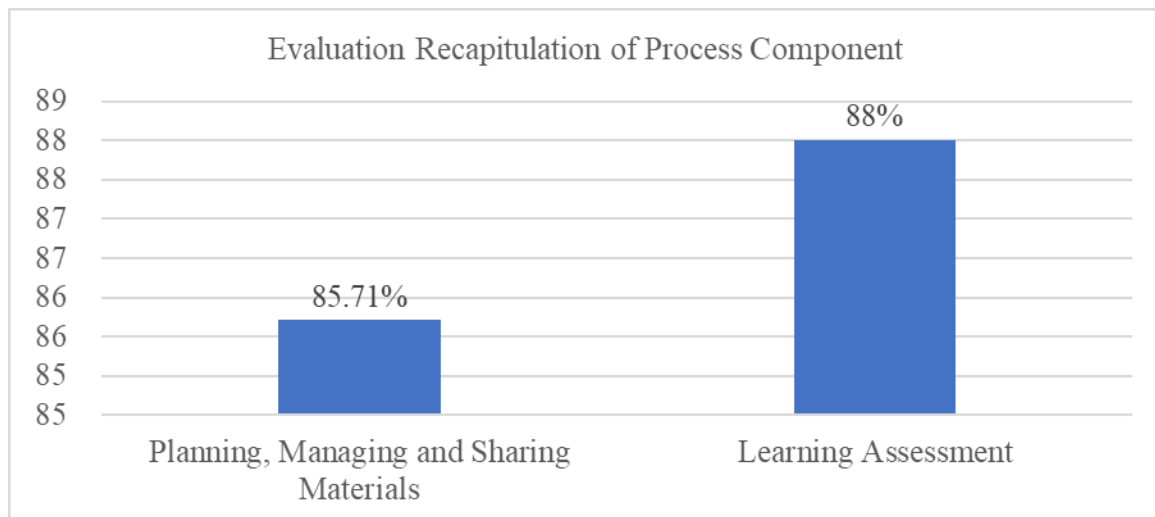 Evaluation Recapitulation of Process Component
89
88
88
87
87
86
86
85
85
88%
85.71%
Planning, Managing and Sharing
Materials
Learning Assessment